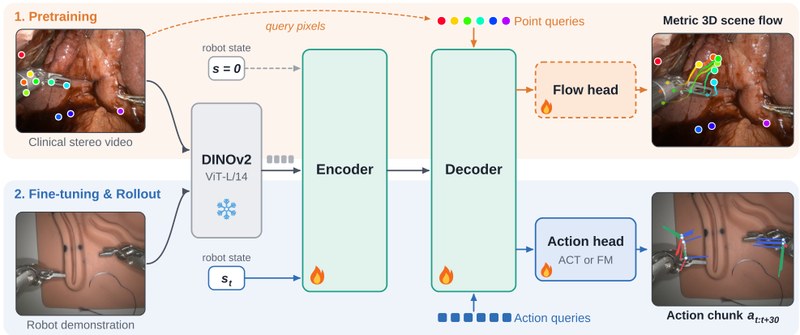 1. Pretraining
query pixels
Point queries
Metric 3D scene flow
robot state
s = 0
Flow head
Clinical stereo video
DINOv2
ViT-L/14
Encoder
Decoder
2. Fine-tuning & Rollout
robot state
s_t
Action head
ACT or FM
Robot demonstration
Action queries
Action chunk a_t:t+30